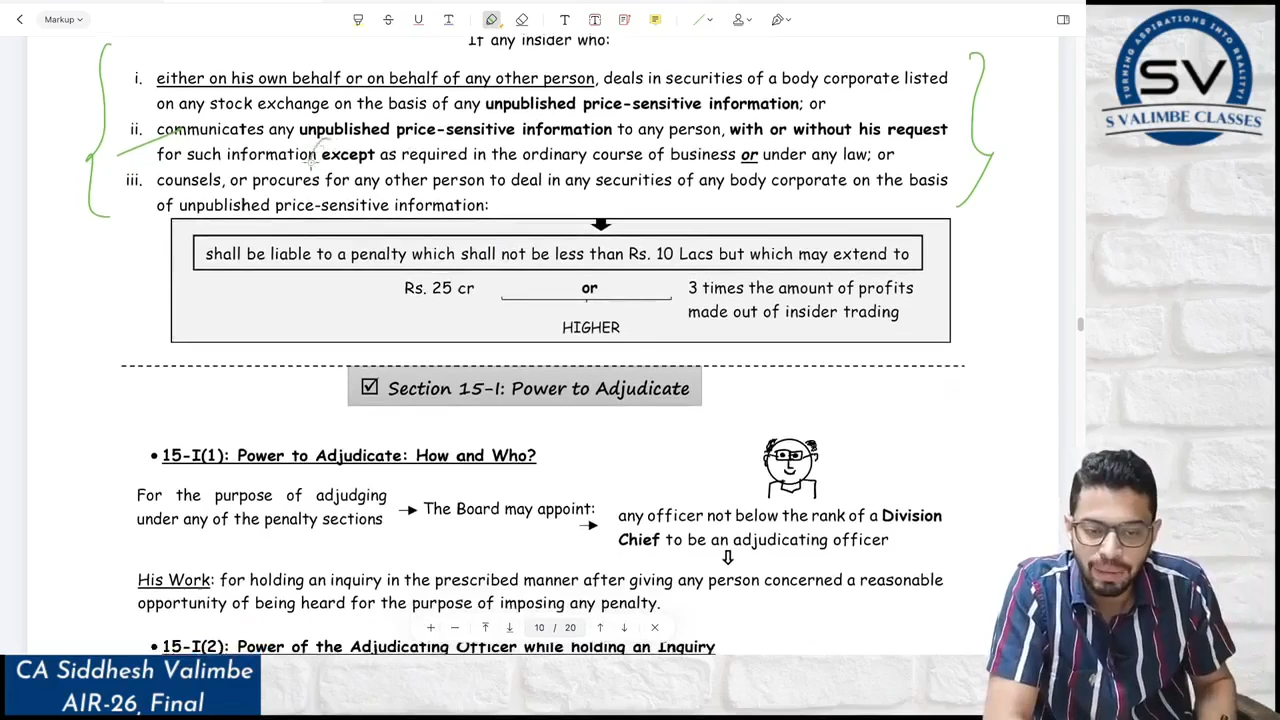 Markup
If any insider who:
i. either on his own behalf or on behalf of any other person, deals in securities of a body corporate listed
on any stock exchange on the basis of any unpublished price-sensitive information; or
ii. communicates any unpublished price-sensitive information to any person, with or without his request
for such information except as required in the ordinary course of business or under any law; or
iii. counsels, or procures for any other person to deal in any securities of any body corporate on the basis
of unpublished price-sensitive information:
shall be liable to a penalty which shall not be less than Rs. 10 Lacs but which may extend to
Rs. 25 cr or 3 times the amount of profits
made out of insider trading
HIGHER
Section 15-I: Power to Adjudicate
• 15-I(1): Power to Adjudicate: How and Who?
For the purpose of adjudging
under any of the penalty sections
The Board may appoint:
any officer not below the rank of a Division
Chief to be an adjudicating officer
His Work: for holding an inquiry in the prescribed manner after giving any person concerned a reasonable
opportunity of being heard for the purpose of imposing any penalty.
10 / 20
• 15-I(2): Power of the Adjudicating Officer while holding an Inquiry
TURNING ASPIRATIONS INTO REALITY!
SV
S VALIMBE CLASSES
CA Siddhesh Valimbe
AIR-26, Final